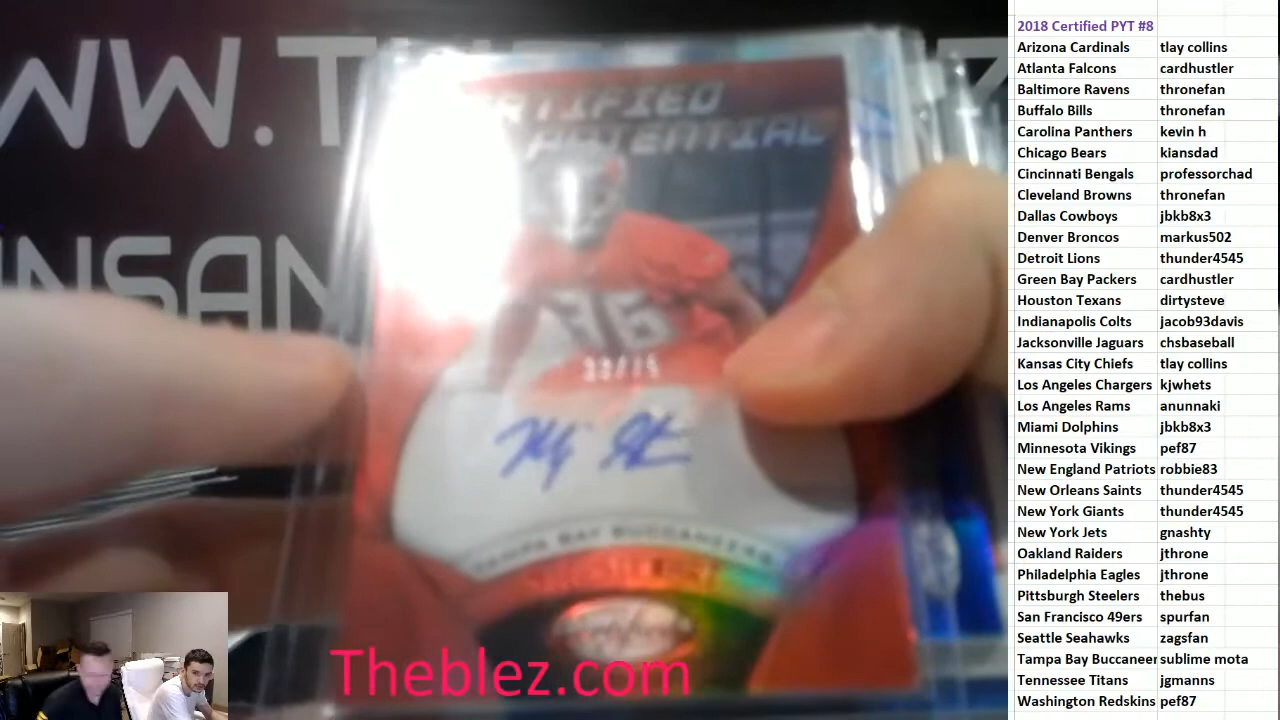 2018 Certified PYT #8
Arizona Cardinals tlay collins
Atlanta Falcons cardhustler
Baltimore Ravens thronefan
Buffalo Bills thronefan
Carolina Panthers kevin h
Chicago Bears kiansdad
Cincinnati Bengals professorchad
Cleveland Browns thronefan
Dallas Cowboys jbkb8x3
Denver Broncos markus502
Detroit Lions thunder4545
Green Bay Packers cardhustler
Houston Texans dirtysteve
Indianapolis Colts jacob93davis
Jacksonville Jaguars chsbaseball
Kansas City Chiefs tlay collins
Los Angeles Chargers kjwhets
Los Angeles Rams anunnaki
Miami Dolphins jbkb8x3
Minnesota Vikings pef87
New England Patriots robbie83
New Orleans Saints thunder4545
New York Giants thunder4545
New York Jets gnashty
Oakland Raiders jthrone
Philadelphia Eagles jthrone
Pittsburgh Steelers thebus
San Francisco 49ers spurfan
Seattle Seahawks zagsfan
Tampa Bay Buccaneer sublime mota
Tennessee Titans jgmanns
Washington Redskins pef87
RTIFIED
POTENTIAL
36
TAMPA BAY BUCCANEERS
Theblez.com